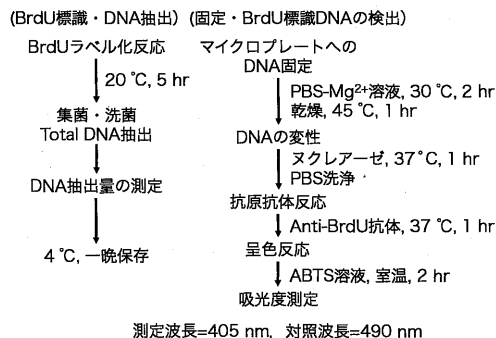 (BrdU標識・DNA抽出)
BrdUラベル化反応
20 ℃, 5 hr
集菌・洗菌
Total DNA抽出
DNA抽出量の測定
4 ℃, 一晩保存
(固定・BrdU標識DNAの検出)
マイクロプレートへの
DNA固定
PBS-Mg²⁺溶液, 30 ℃, 2 hr
乾燥, 45 ℃, 1 hr
DNAの変性
ヌクレアーゼ, 37 ℃, 1 hr
PBS洗浄
抗原抗体反応
Anti-BrdU抗体, 37 ℃, 1 hr
呈色反応
ABTS溶液, 室温, 2 hr
吸光度測定
測定波長=405 nm, 対照波長=490 nm